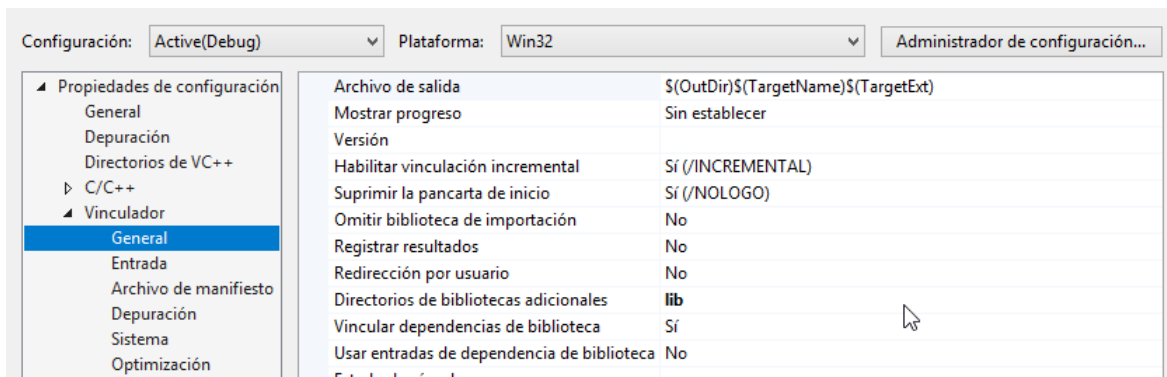 Configuración: Active(Debug) Plataforma: Win32 Administrador de configuración...
Propiedades de configuración
General
Depuración
Directorios de VC++
C/C++
Vinculador
General
Entrada
Archivo de manifiesto
Depuración
Sistema
Optimización
Archivo de salida $(OutDir)$(TargetName)$(TargetExt)
Mostrar progreso Sin establecer
Versión
Habilitar vinculación incremental Sí (/INCREMENTAL)
Suprimir la pancarta de inicio Sí (/NOLOGO)
Omitir biblioteca de importación No
Registrar resultados No
Redirección por usuario No
Directorios de bibliotecas adicionales lib
Vincular dependencias de biblioteca Sí
Usar entradas de dependencia de biblioteca No